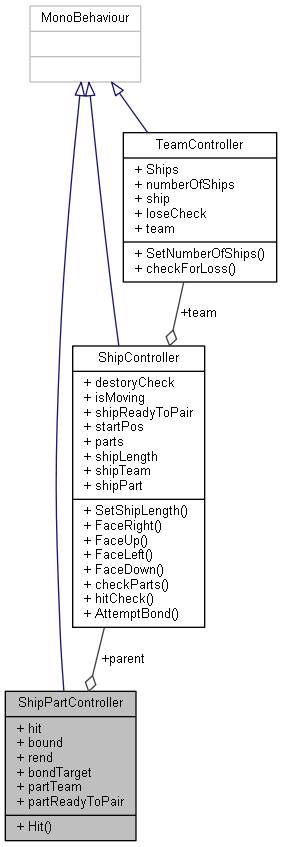 MonoBehaviour
TeamController
+ Ships
+ numberOfShips
+ ship
+ loseCheck
+ team
+ SetNumberOfShips()
+ checkForLoss()
+team
ShipController
+ destoryCheck
+ isMoving
+ shipReadyToPair
+ startPos
+ parts
+ shipLength
+ shipTeam
+ shipPart
+ SetShipLength()
+ FaceRight()
+ FaceUp()
+ FaceLeft()
+ FaceDown()
+ checkParts()
+ hitCheck()
+ AttemptBond()
+parent
ShipPartController
+ hit
+ bound
+ rend
+ bondTarget
+ partTeam
+ partReadyToPair
+ Hit()